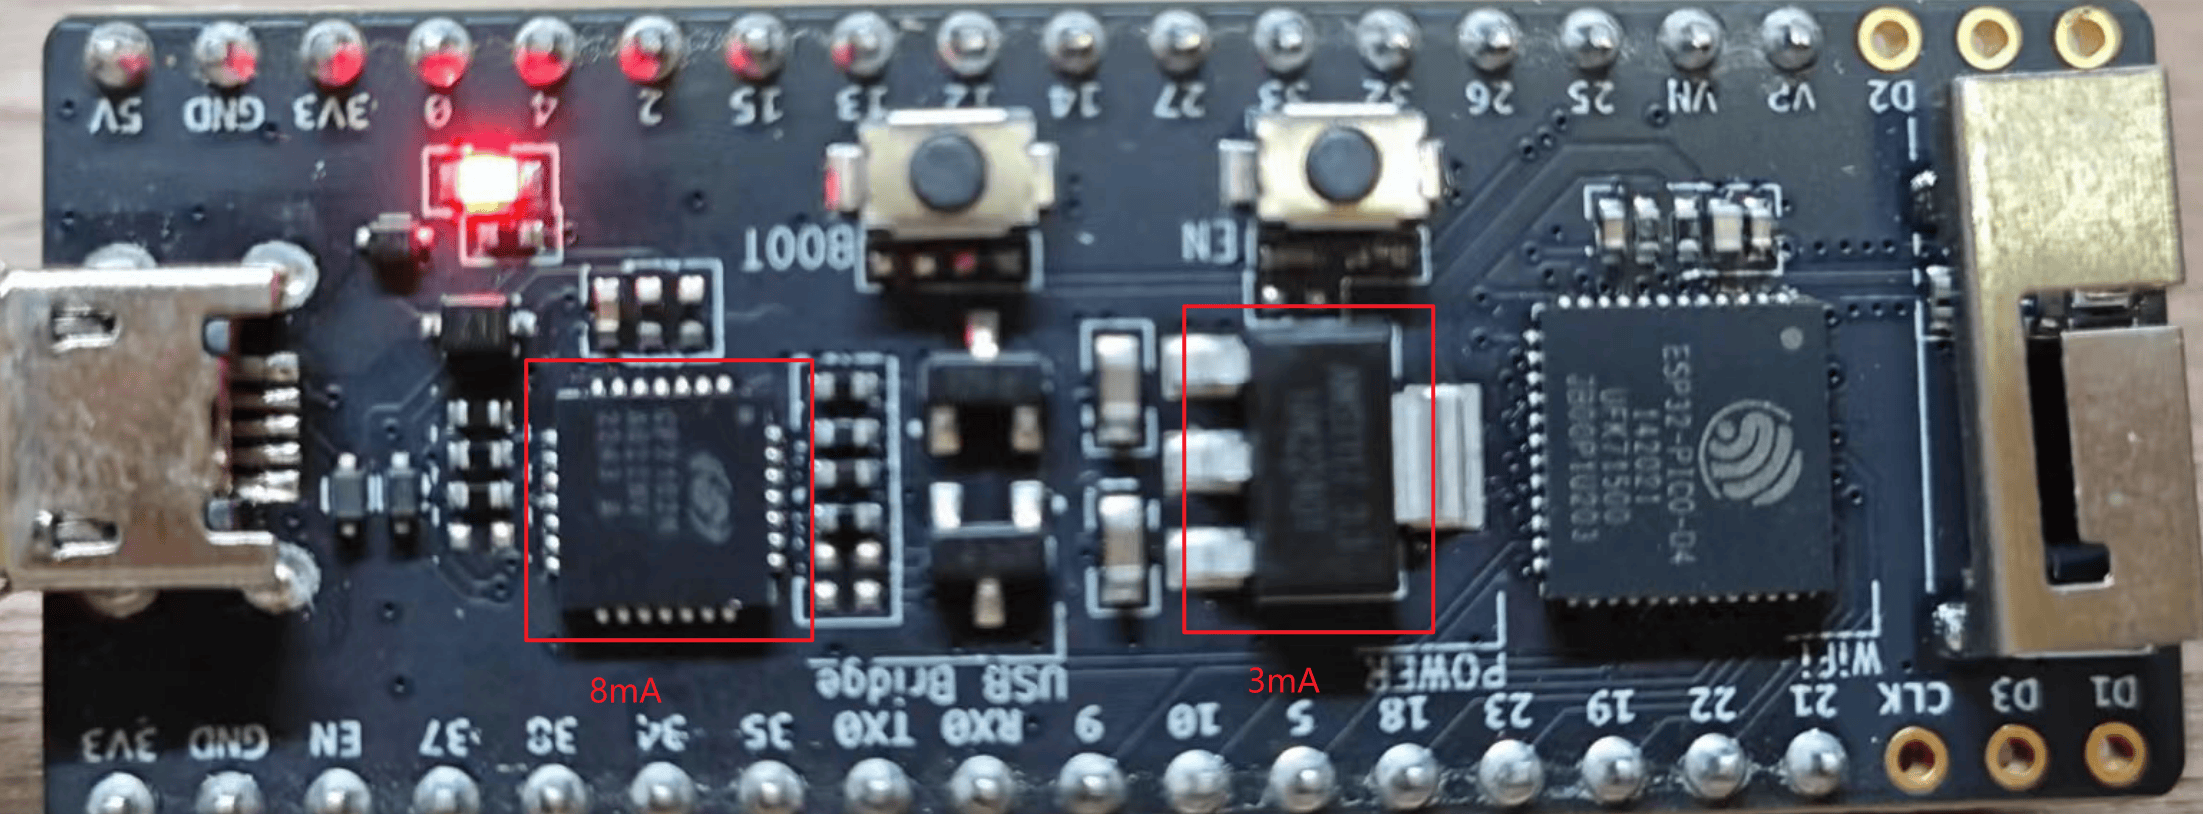 5V GND 3V3 0 4 2 15 13 12 14 27 33 32 26 25 VN VP D2
BOOT
EN
ESP32-PICO-D4
142021
UFK71500
8mA
3mA
USB Bridge
POWER
WiFi
3V3 GND EN 37 38 34 35 TX0 RX0 9 10 5 18 23 19 22 21 CLK D3 D1